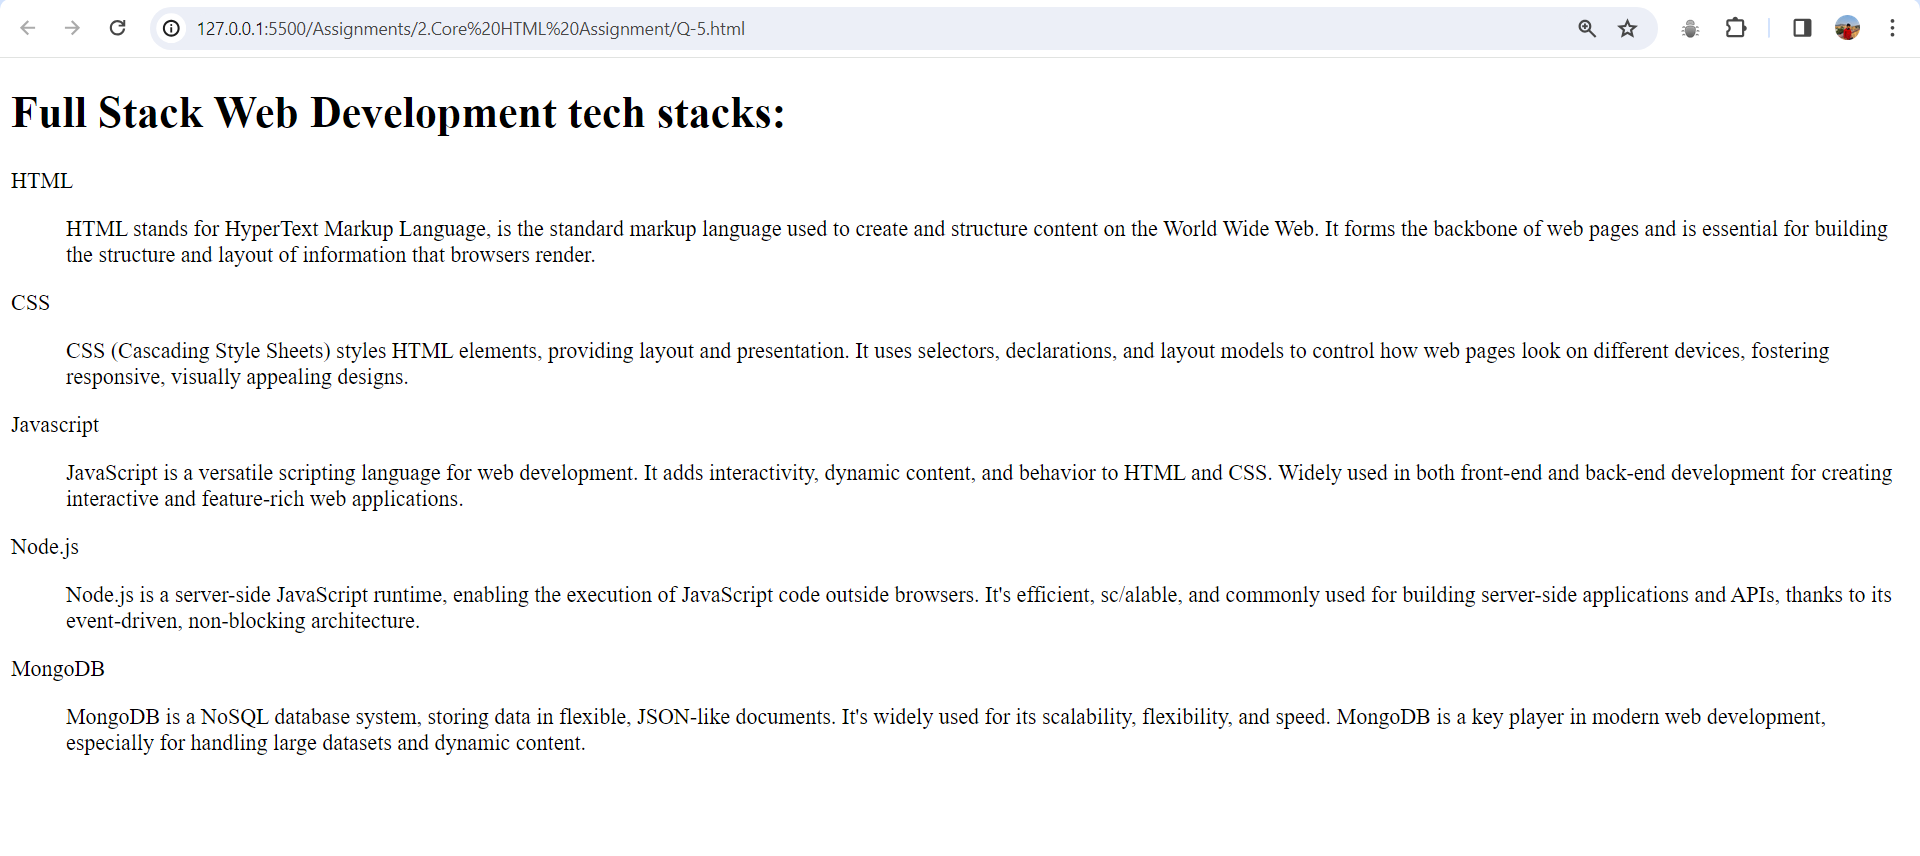 127.0.0.1:5500/Assignments/2.Core%20HTML%20Assignment/Q-5.html
Full Stack Web Development tech stacks:
HTML
HTML stands for HyperText Markup Language, is the standard markup language used to create and structure content on the World Wide Web. It forms the backbone of web pages and is essential for building
the structure and layout of information that browsers render.
CSS
CSS (Cascading Style Sheets) styles HTML elements, providing layout and presentation. It uses selectors, declarations, and layout models to control how web pages look on different devices, fostering
responsive, visually appealing designs.
Javascript
JavaScript is a versatile scripting language for web development. It adds interactivity, dynamic content, and behavior to HTML and CSS. Widely used in both front-end and back-end development for creating
interactive and feature-rich web applications.
Node.js
Node.js is a server-side JavaScript runtime, enabling the execution of JavaScript code outside browsers. It's efficient, sc/alable, and commonly used for building server-side applications and APIs, thanks to its
event-driven, non-blocking architecture.
MongoDB
MongoDB is a NoSQL database system, storing data in flexible, JSON-like documents. It's widely used for its scalability, flexibility, and speed. MongoDB is a key player in modern web development,
especially for handling large datasets and dynamic content.